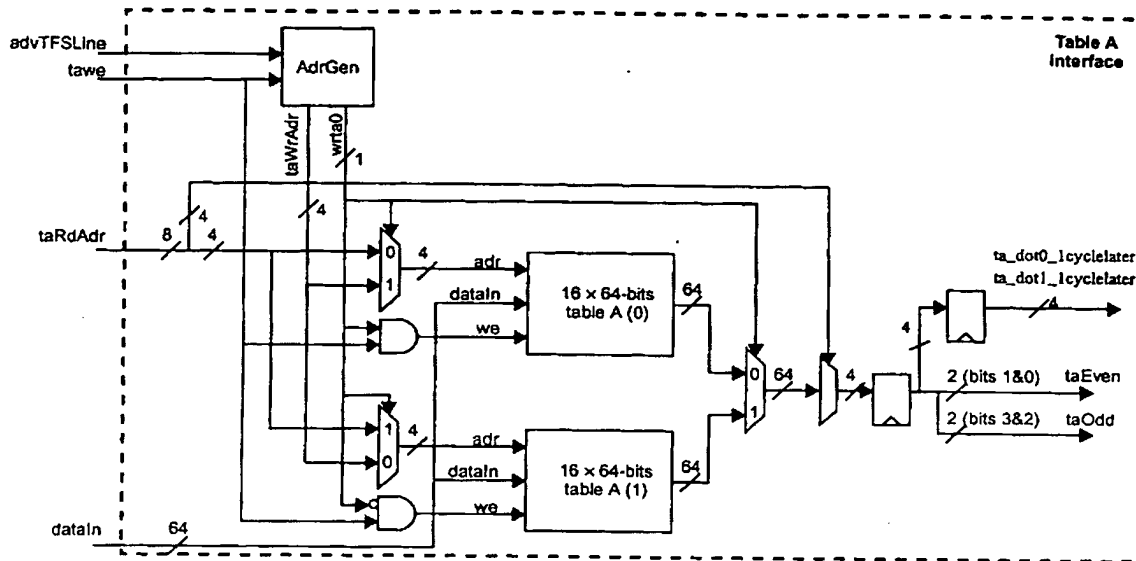 advTFSLine
tawe
AdrGen
Table A
Interface
taWrAdr
wrta0
1
4
4
taRdAdr
8
4
0
1
4
adr
dataIn
we
16 × 64-bits
table A (0)
64
ta_dot0_1cyclelater
ta_dot1_1cyclelater
4
4
0
1
64
4
2 (bits 1&0)
taEven
2 (bits 3&2)
taOdd
1
0
4
adr
dataIn
we
16 × 64-bits
table A (1)
64
dataIn
64